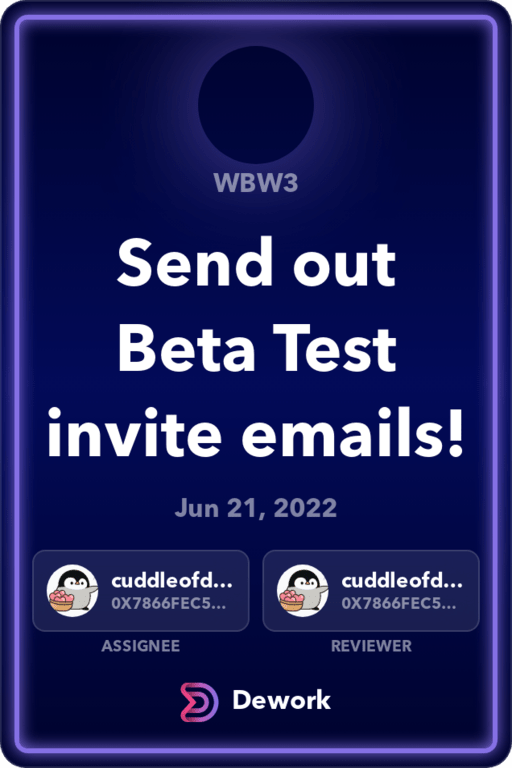 WBW3
Send out
Beta Test
invite emails!
Jun 21, 2022
cuddleofd... cuddleofd...
0X7866FEC5... 0X7866FEC5...
ASSIGNEE REVIEWER
Dework